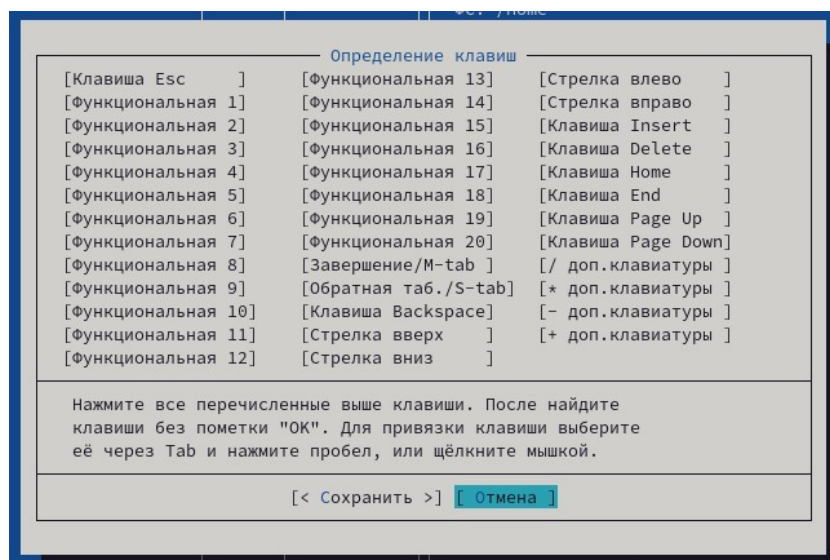 ФС: /home
Определение клавиш
[Клавиша Esc     ] [Функциональная 13] [Стрелка влево   ]
[Функциональная 1] [Функциональная 14] [Стрелка вправо  ]
[Функциональная 2] [Функциональная 15] [Клавиша Insert  ]
[Функциональная 3] [Функциональная 16] [Клавиша Delete  ]
[Функциональная 4] [Функциональная 17] [Клавиша Home    ]
[Функциональная 5] [Функциональная 18] [Клавиша End     ]
[Функциональная 6] [Функциональная 19] [Клавиша Page Up  ]
[Функциональная 7] [Функциональная 20] [Клавиша Page Down]
[Функциональная 8] [Завершение/M-tab ] [/ доп.клавиатуры ]
[Функциональная 9] [Обратная таб./S-tab] [* доп.клавиатуры ]
[Функциональная 10] [Клавиша Backspace] [- доп.клавиатуры ]
[Функциональная 11] [Стрелка вверх    ] [+ доп.клавиатуры ]
[Функциональная 12] [Стрелка вниз     ]
Нажмите все перечисленные выше клавиши. После найдите
клавиши без пометки "OK". Для привязки клавиши выберите
её через Tab и нажмите пробел, или щёлкните мышкой.
[< Сохранить >] [ Отмена ]